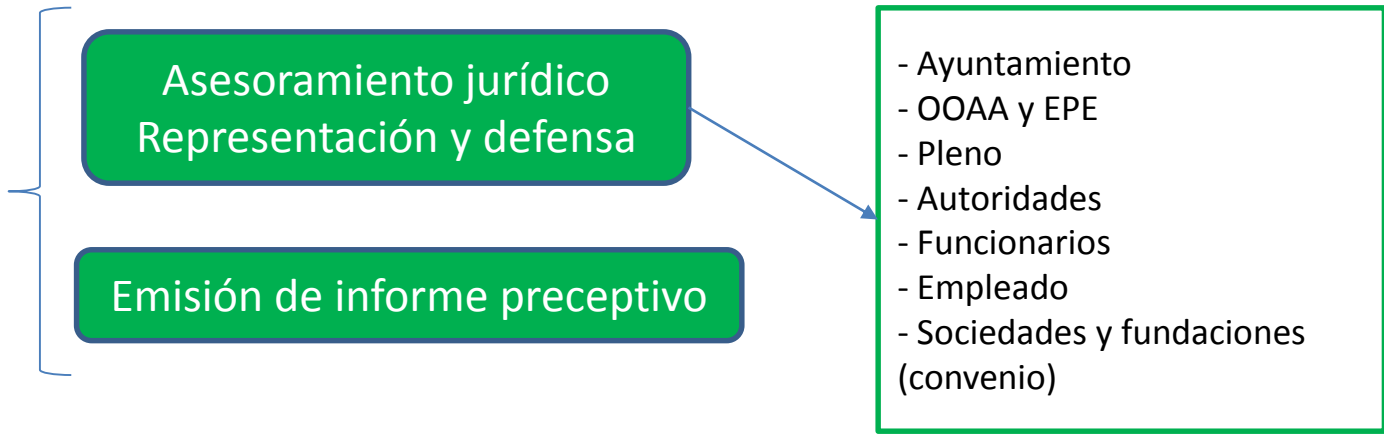 Asesoramiento jurídico
Representación y defensa
Emisión de informe preceptivo
- Ayuntamiento
- OOAA y EPE
- Pleno
- Autoridades
- Funcionarios
- Empleado
- Sociedades y fundaciones
(convenio)